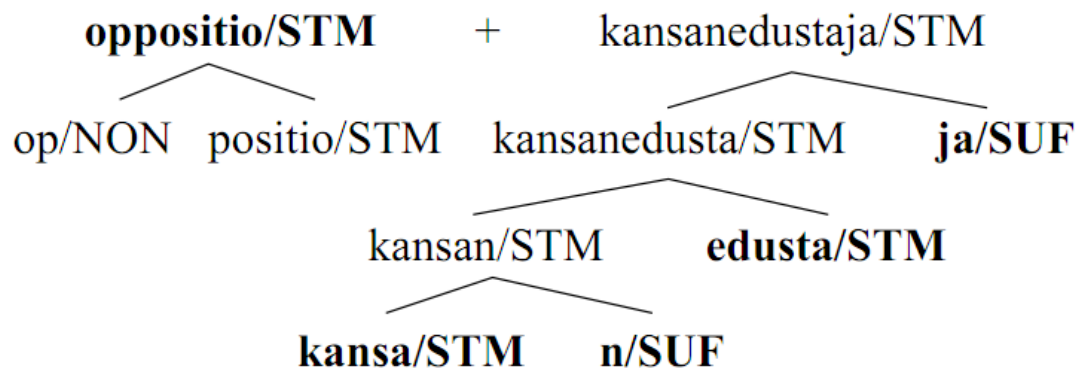 oppositio/STM + kansanedustaja/STM
op/NON positio/STM kansanedusta/STM ja/SUF
kansan/STM edusta/STM
kansa/STM n/SUF